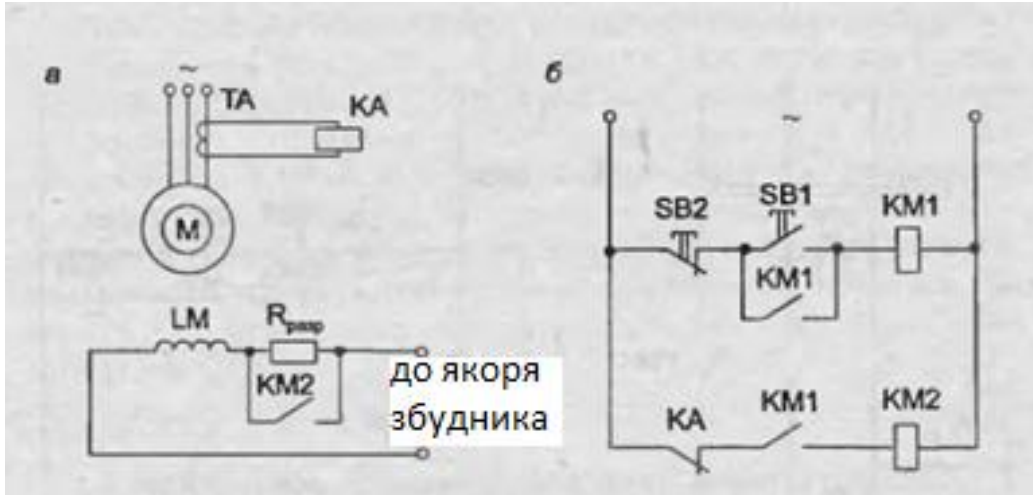 а
~
TA
KA
M
LM
Rразр
KM2
до якоря
збудника
б
~
SB2
SB1
KM1
KM1
KA
KM1
KM2